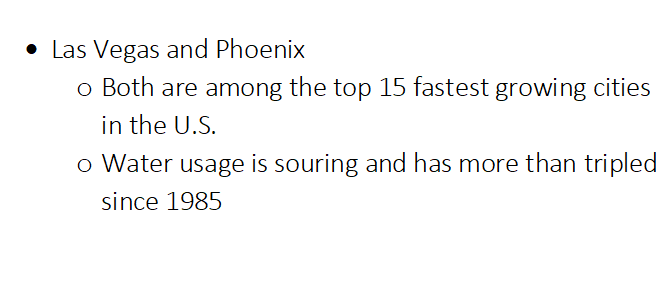 • Las Vegas and Phoenix
o Both are among the top 15 fastest growing cities
in the U.S.
o Water usage is souring and has more than tripled
since 1985